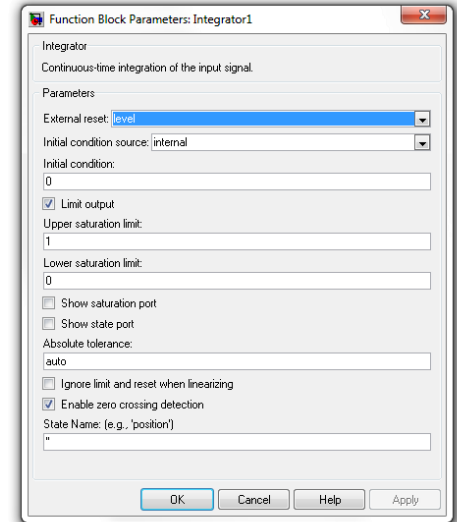 Function Block Parameters: Integrator1
Integrator
Continuous-time integration of the input signal.
Parameters
External reset: level
Initial condition source: internal
Initial condition:
0
Limit output
Upper saturation limit:
1
Lower saturation limit:
0
Show saturation port
Show state port
Absolute tolerance:
auto
Ignore limit and reset when linearizing
Enable zero crossing detection
State Name: (e.g., 'position')
''
OK Cancel Help Apply